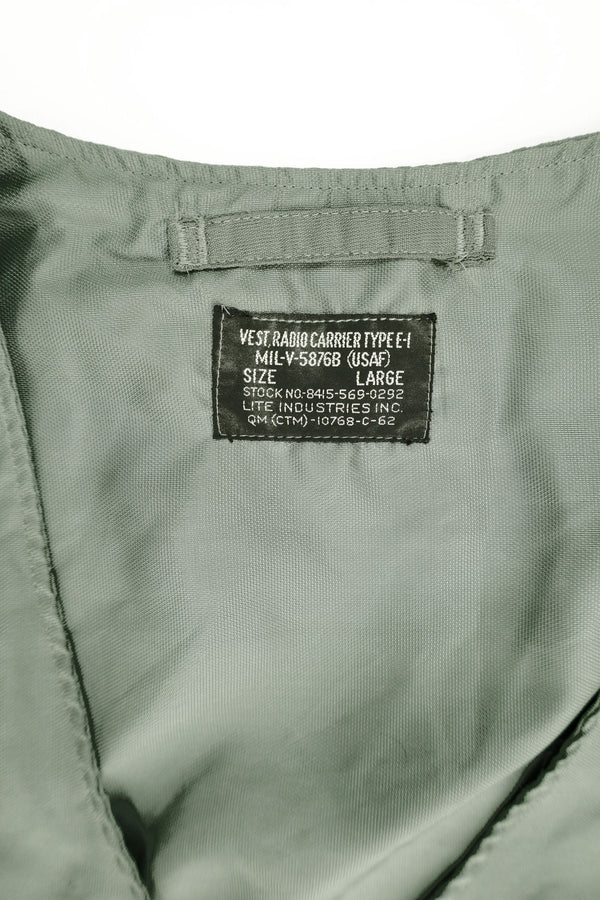 VEST, RADIO CARRIER TYPE E-1
MIL-V-5876B (USAF)
SIZE LARGE
STOCK NO.-8415-569-0292
LITE INDUSTRIES INC.
QM (CTM)-10768-C-62